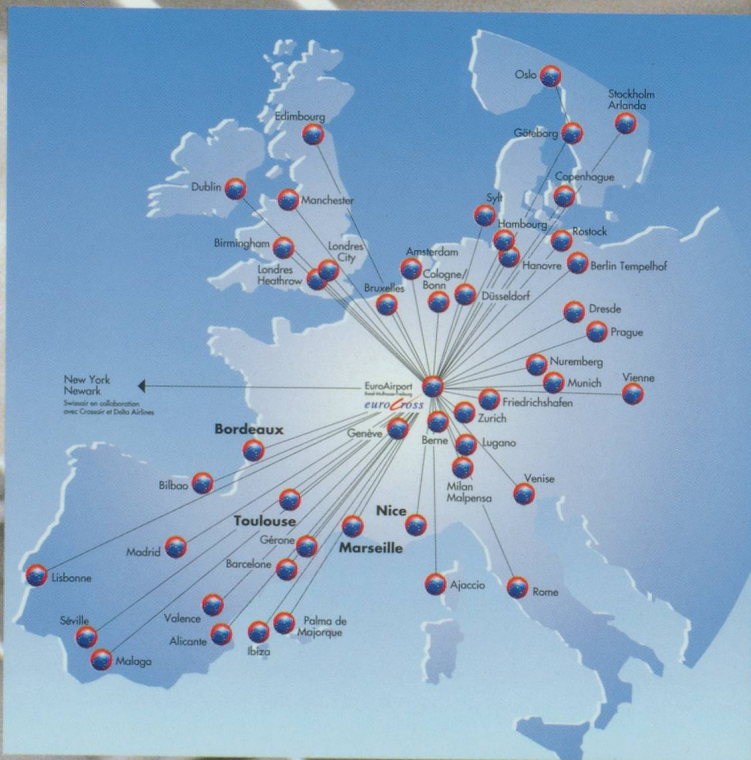 Oslo
Stockholm
Arlanda
Edimbourg
Göteborg
Copenhague
Dublin
Manchester
Sylt
Hambourg
Rostock
Birmingham
Londres
City
Amsterdam
Hanovre
Berlin Tempelhof
Londres
Heathrow
Cologne/
Bonn
Bruxelles
Düsseldorf
Dresde
Prague
Nuremberg
New York
Newark
Swissair en collaboration
avec Crossair et Delta Airlines
EuroAirport
Basel Mulhouse Freiburg
euroCross
Munich
Vienne
Friedrichshafen
Zurich
Bordeaux
Genève
Berne
Lugano
Bilbao
Milan
Malpensa
Venise
Toulouse
Nice
Madrid
Gérone
Marseille
Barcelone
Lisbonne
Ajaccio
Rome
Séville
Valence
Alicante
Palma de
Majorque
Ibiza
Malaga